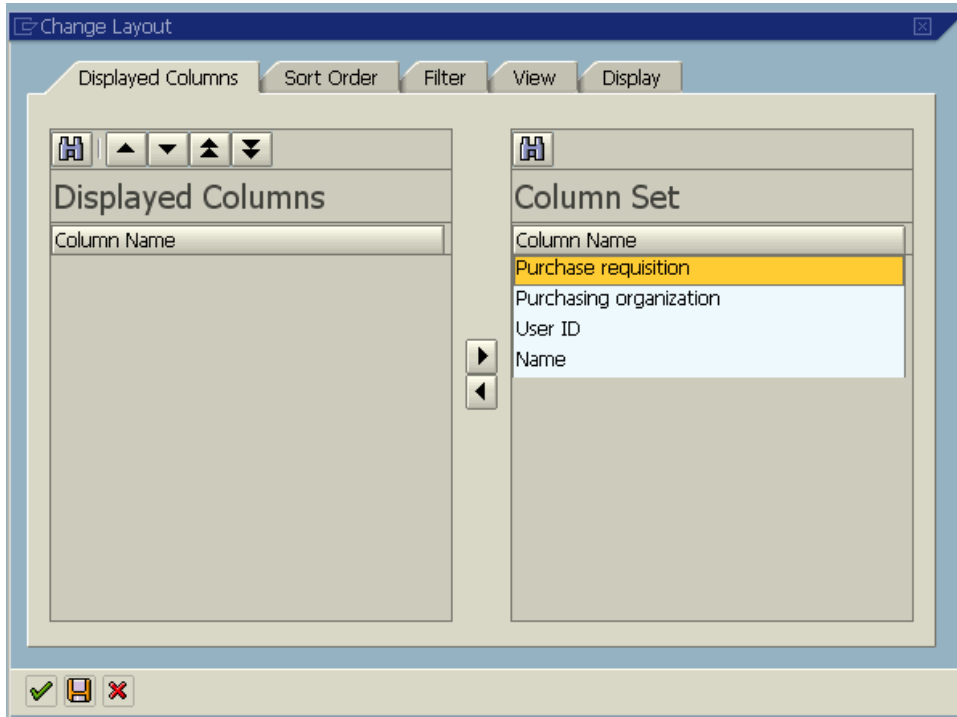 Change Layout
Displayed Columns Sort Order Filter View Display
Displayed Columns
Column Name
Column Set
Column Name
Purchase requisition
Purchasing organization
User ID
Name